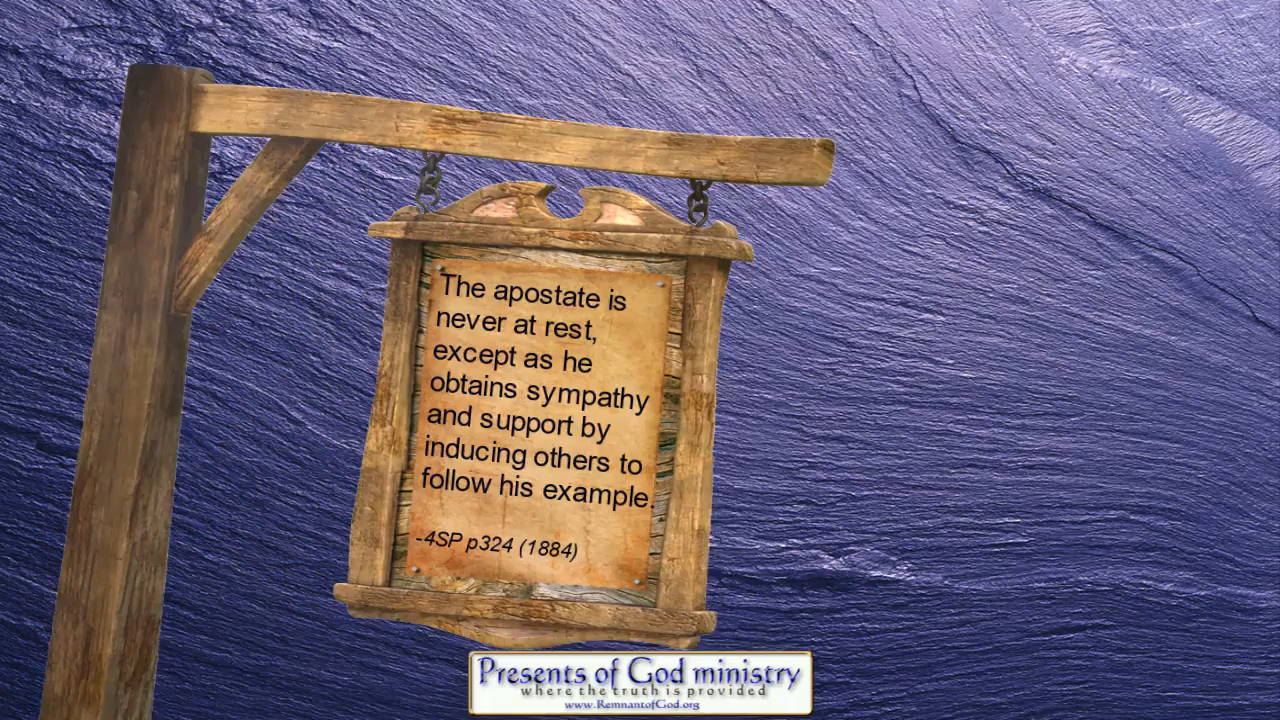 The apostate is
never at rest,
except as he
obtains sympathy
and support by
inducing others to
follow his example.
-4SP p324 (1884)
Presents of God ministry
where the truth is provided
www.RemnantofGod.org